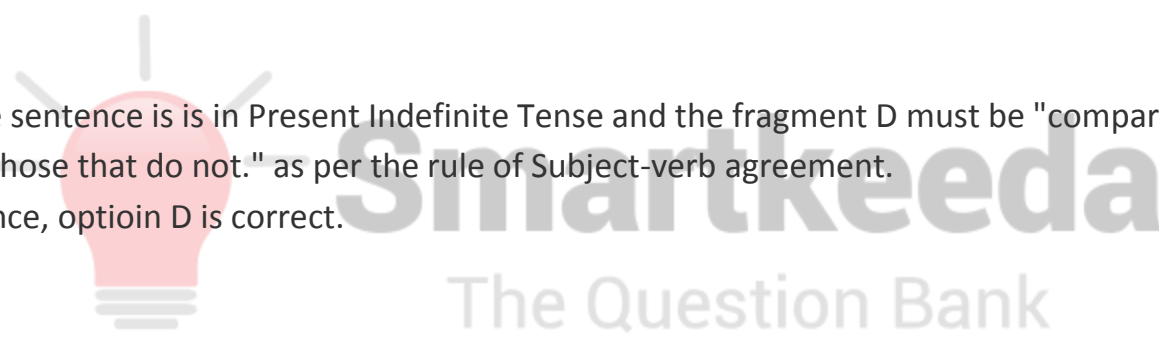 sentence is is in Present Indefinite Tense and the fragment D must be "compar
hose that do not." as per the rule of Subject-verb agreement.
nce, optioin D is correct.
Smartkeeda
The Question Bank